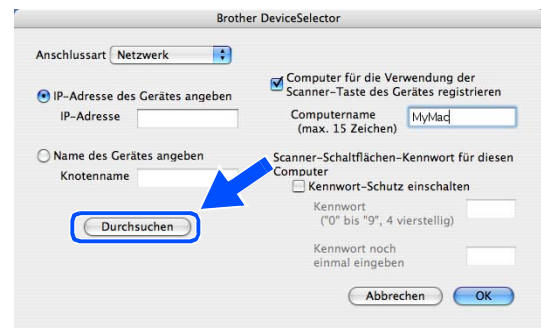 Brother DeviceSelector
Anschlussart Netzwerk
IP-Adresse des Gerätes angeben
IP-Adresse
Name des Gerätes angeben
Knotenname
Durchsuchen
Computer für die Verwendung der
Scanner-Taste des Gerätes registrieren
Computername
(max. 15 Zeichen)
MyMac
Scanner-Schaltflächen-Kennwort für diesen
Computer
Kennwort-Schutz einschalten
Kennwort
("0" bis "9", 4 vierstellig)
Kennwort noch
einmal eingeben
Abbrechen
OK